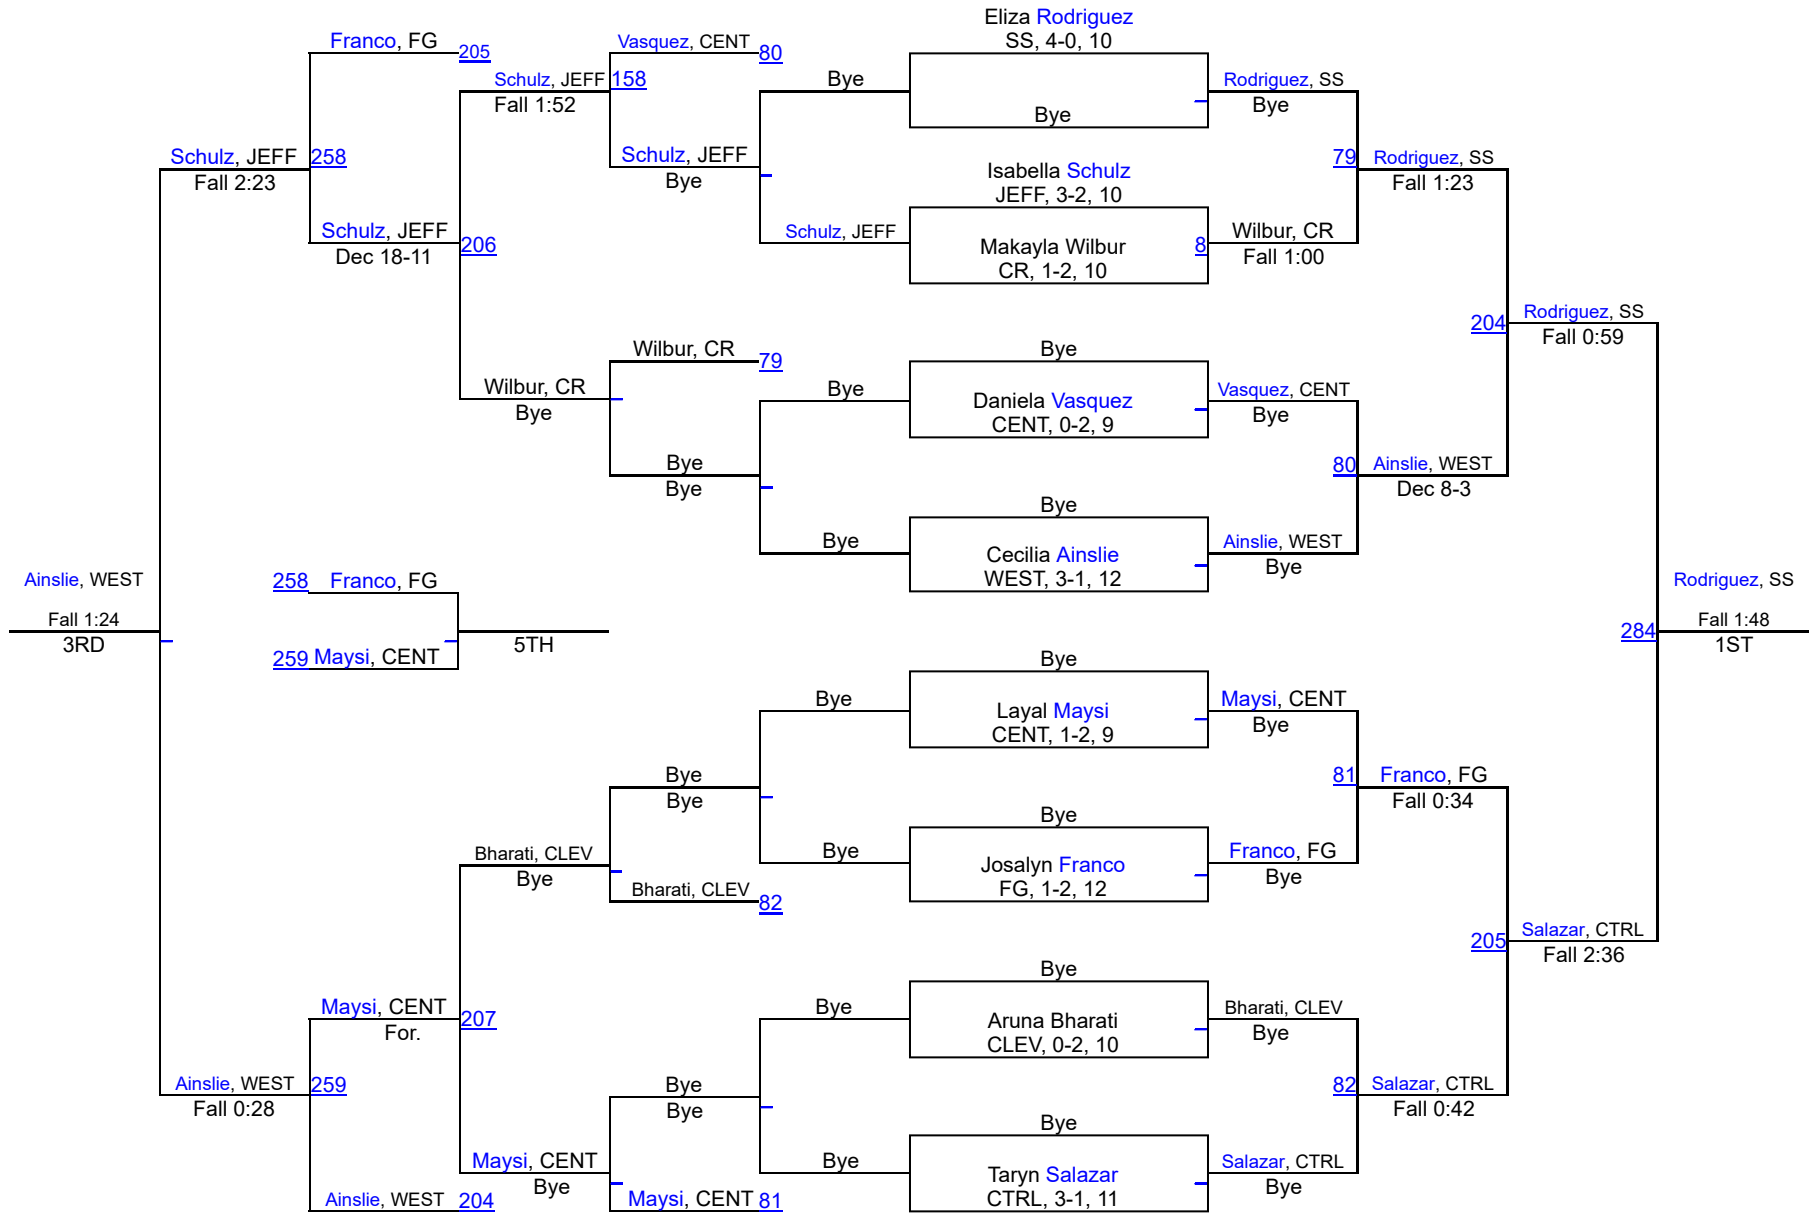 Eliza Rodriguez
SS, 4-0, 10
Franco, FG
205
Vasquez, CENT
80
Schulz, JEFF
158
Fall 1:52
Bye
Bye
Rodriguez, SS
Bye
Schulz, JEFF
258
Fall 2:23
Schulz, JEFF
Bye
Isabella Schulz
JEFF, 3-2, 10
79
Rodriguez, SS
Fall 1:23
Schulz, JEFF
206
Dec 18-11
Schulz, JEFF
Makayla Wilbur
CR, 1-2, 10
8
Wilbur, CR
Fall 1:00
204
Rodriguez, SS
Fall 0:59
Wilbur, CR
79
Bye
Wilbur, CR
Bye
Bye
Daniela Vasquez
CENT, 0-2, 9
Vasquez, CENT
Bye
Bye
Bye
80
Ainslie, WEST
Dec 8-3
Bye
Bye
Cecilia Ainslie
WEST, 3-1, 12
Ainslie, WEST
Bye
Ainslie, WEST
Fall 1:24
3RD
258
Franco, FG
259
Maysi, CENT
5TH
Rodriguez, SS
284
Fall 1:48
1ST
Bye
Bye
Layal Maysi
CENT, 1-2, 9
Maysi, CENT
Bye
Bye
Bye
81
Franco, FG
Fall 0:34
Bye
Bharati, CLEV
Bye
Bye
Josalyn Franco
FG, 1-2, 12
Franco, FG
Bye
Bharati, CLEV
82
205
Salazar, CTRL
Fall 2:36
Bye
Maysi, CENT
207
For.
Bye
Aruna Bharati
CLEV, 0-2, 10
Bharati, CLEV
Bye
Ainslie, WEST
259
Fall 0:28
Bye
Bye
82
Salazar, CTRL
Fall 0:42
Bye
Maysi, CENT
Bye
Bye
Taryn Salazar
CTRL, 3-1, 11
Salazar, CTRL
Bye
Ainslie, WEST
204
Maysi, CENT
81